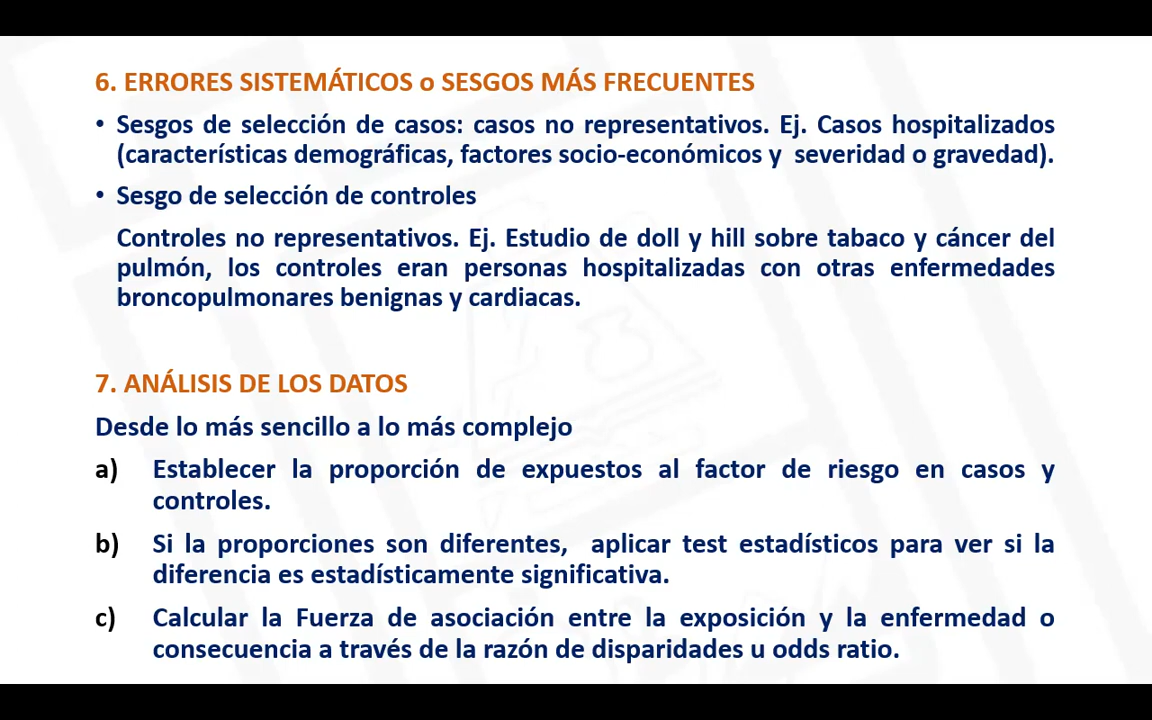 6. ERRORES SISTEMÁTICOS o SESGOS MÁS FRECUENTES
• Sesgos de selección de casos: casos no representativos. Ej. Casos hospitalizados
(características demográficas, factores socio-económicos y severidad o gravedad).
• Sesgo de selección de controles
Controles no representativos. Ej. Estudio de doll y hill sobre tabaco y cáncer del
pulmón, los controles eran personas hospitalizadas con otras enfermedades
broncopulmonares benignas y cardiacas.
7. ANÁLISIS DE LOS DATOS
Desde lo más sencillo a lo más complejo
a) Establecer la proporción de expuestos al factor de riesgo en casos y
controles.
b) Si la proporciones son diferentes, aplicar test estadísticos para ver si la
diferencia es estadísticamente significativa.
c) Calcular la Fuerza de asociación entre la exposición y la enfermedad o
consecuencia a través de la razón de disparidades u odds ratio.